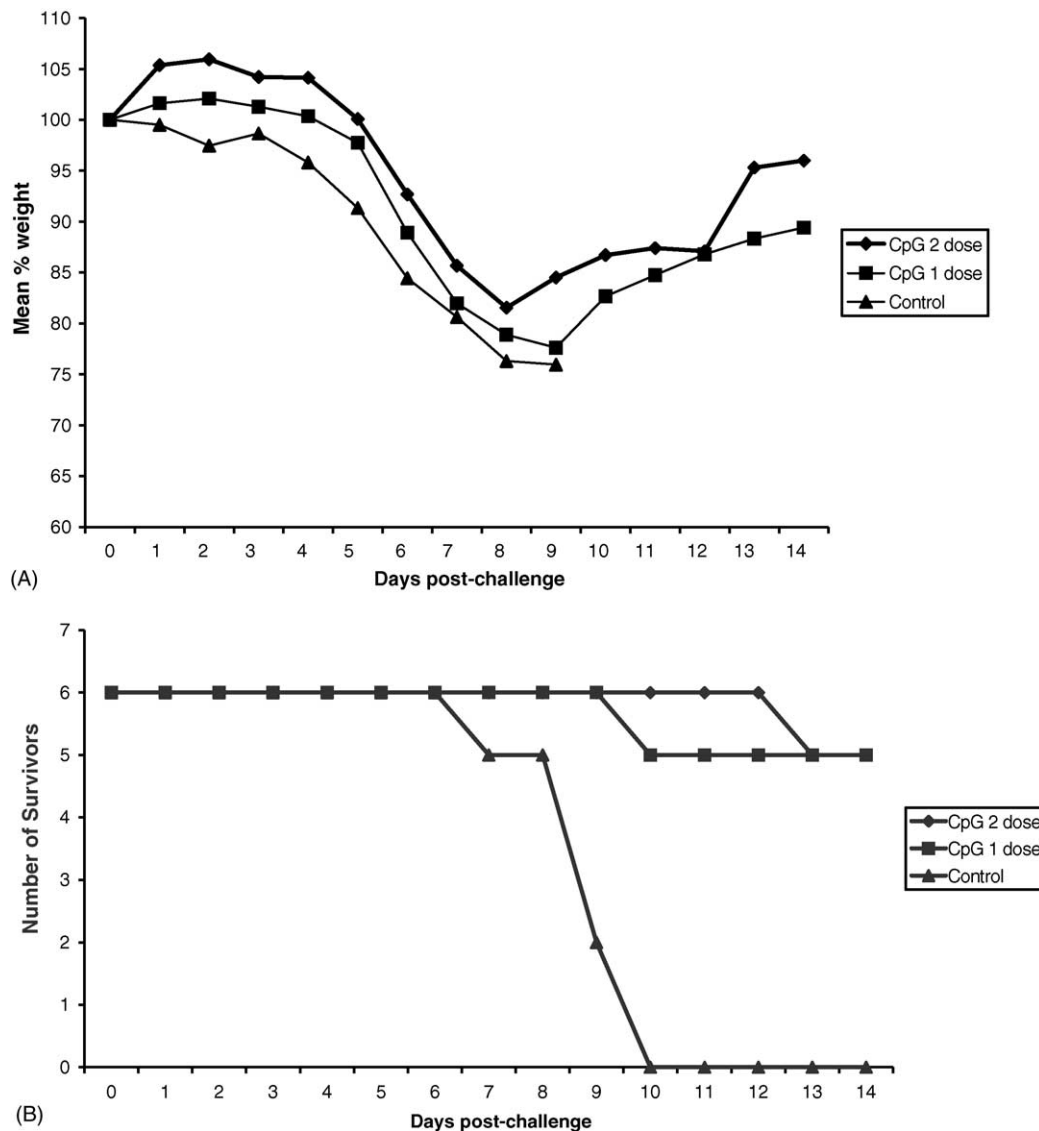 110
105
100
95
90
85
80
75
70
65
60
Mean % weight
0 1 2 3 4 5 6 7 8 9 10 11 12 13 14
Days post-challenge
CpG 2 dose
CpG 1 dose
Control
(A)
7
6
5
4
3
2
1
0
Number of Survivors
0 1 2 3 4 5 6 7 8 9 10 11 12 13 14
Days post-challenge
CpG 2 dose
CpG 1 dose
Control
(B)